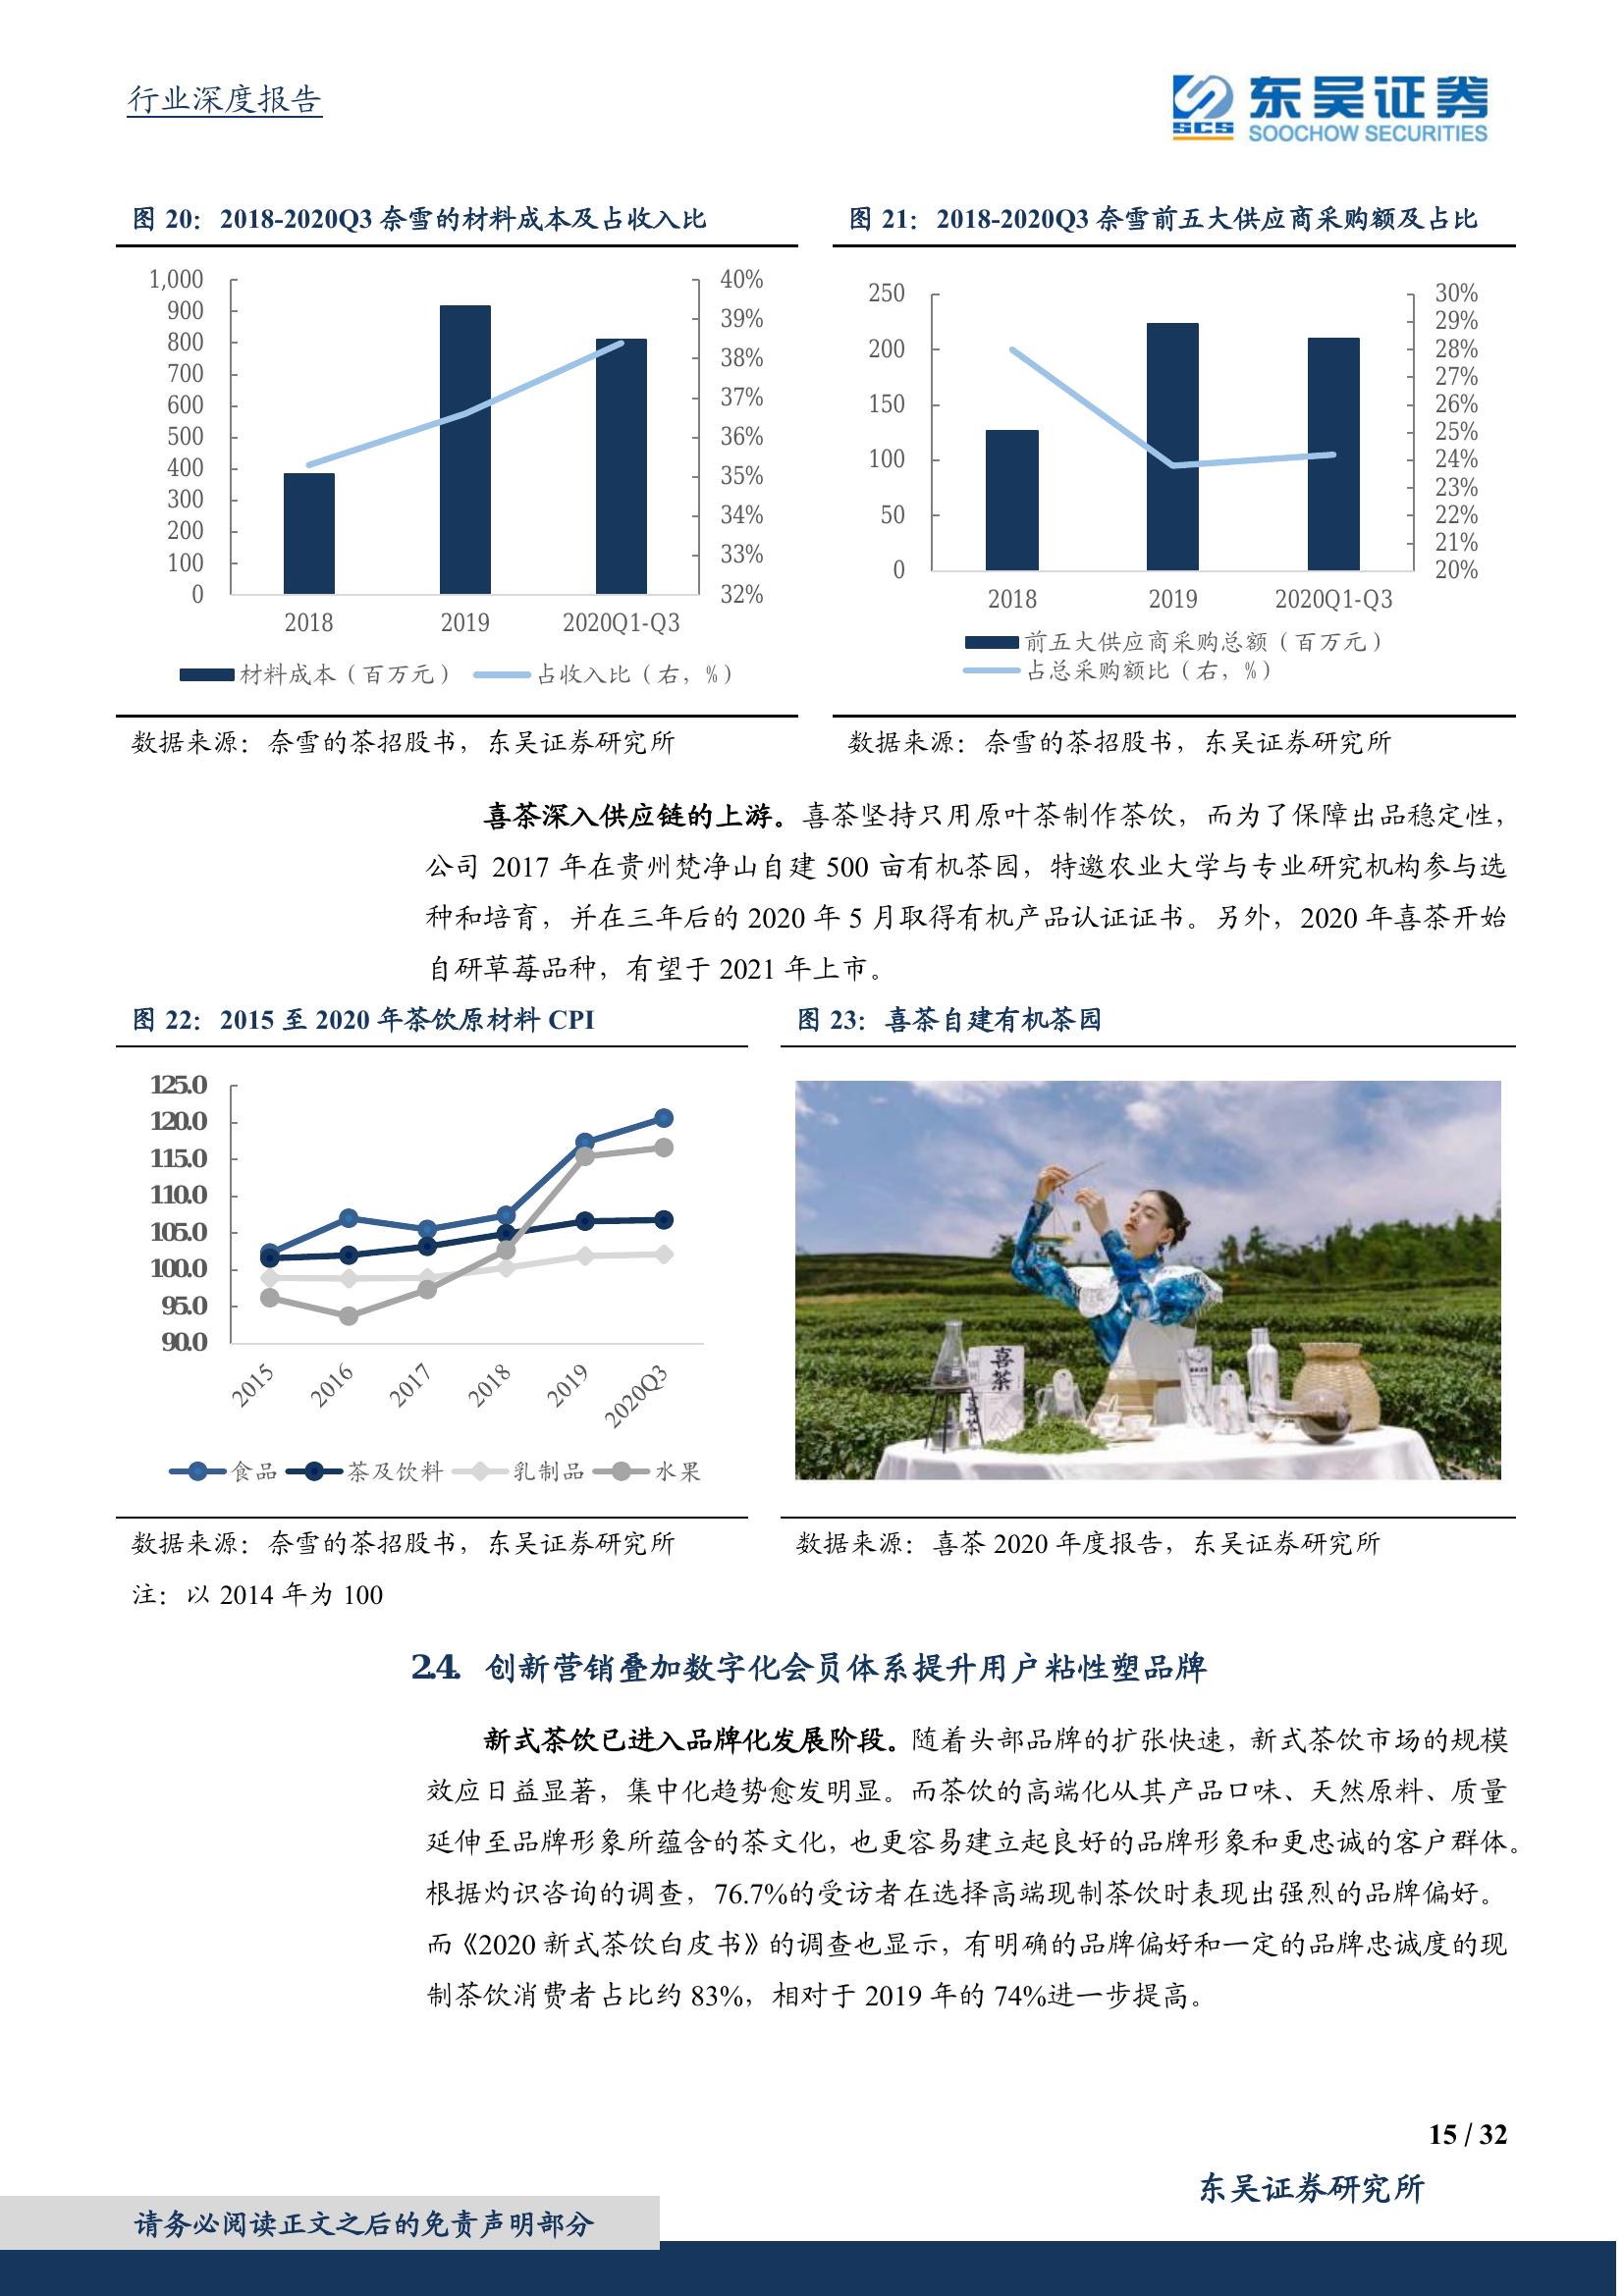 行业深度报告
SCS
东吴证券
SOOCHOW SECURITIES
图 20：2018-2020Q3 奈雪的材料成本及占收入比
1,000
900
800
700
600
500
400
300
200
100
0
40%
39%
38%
37%
36%
35%
34%
33%
32%
2018 2019 2020Q1-Q3
材料成本（百万元） 占收入比（右，%）
数据来源：奈雪的茶招股书，东吴证券研究所
图 21：2018-2020Q3 奈雪前五大供应商采购额及占比
250
200
150
100
50
0
30%
29%
28%
27%
26%
25%
24%
23%
22%
21%
20%
2018 2019 2020Q1-Q3
前五大供应商采购总额（百万元）
占总采购额比（右，%）
数据来源：奈雪的茶招股书，东吴证券研究所
喜茶深入供应链的上游。喜茶坚持只用原叶茶制作茶饮，而为了保障出品稳定性，
公司 2017 年在贵州梵净山自建 500 亩有机茶园，特邀农业大学与专业研究机构参与选
种和培育，并在三年后的 2020 年 5 月取得有机产品认证证书。另外，2020 年喜茶开始
自研草莓品种，有望于 2021 年上市。
图 22：2015 至 2020 年茶饮原材料 CPI
125.0
120.0
115.0
110.0
105.0
100.0
95.0
90.0
2015 2016 2017 2018 2019 2020Q3
食品 茶及饮料 乳制品 水果
数据来源：奈雪的茶招股书，东吴证券研究所
注：以 2014 年为 100
图 23：喜茶自建有机茶园
喜茶
数据来源：喜茶 2020 年度报告，东吴证券研究所
2.4. 创新营销叠加数字化会员体系提升用户粘性塑品牌
新式茶饮已进入品牌化发展阶段。随着头部品牌的扩张快速，新式茶饮市场的规模
效应日益显著，集中化趋势愈发明显。而茶饮的高端化从其产品口味、天然原料、质量
延伸至品牌形象所蕴含的茶文化，也更容易建立起良好的品牌形象和更忠诚的客户群体。
根据灼识咨询的调查，76.7%的受访者在选择高端现制茶饮时表现出强烈的品牌偏好。
而《2020 新式茶饮白皮书》的调查也显示，有明确的品牌偏好和一定的品牌忠诚度的现
制茶饮消费者占比约 83%，相对于 2019 年的 74%进一步提高。
15 / 32
东吴证券研究所
请务必阅读正文之后的免责声明部分